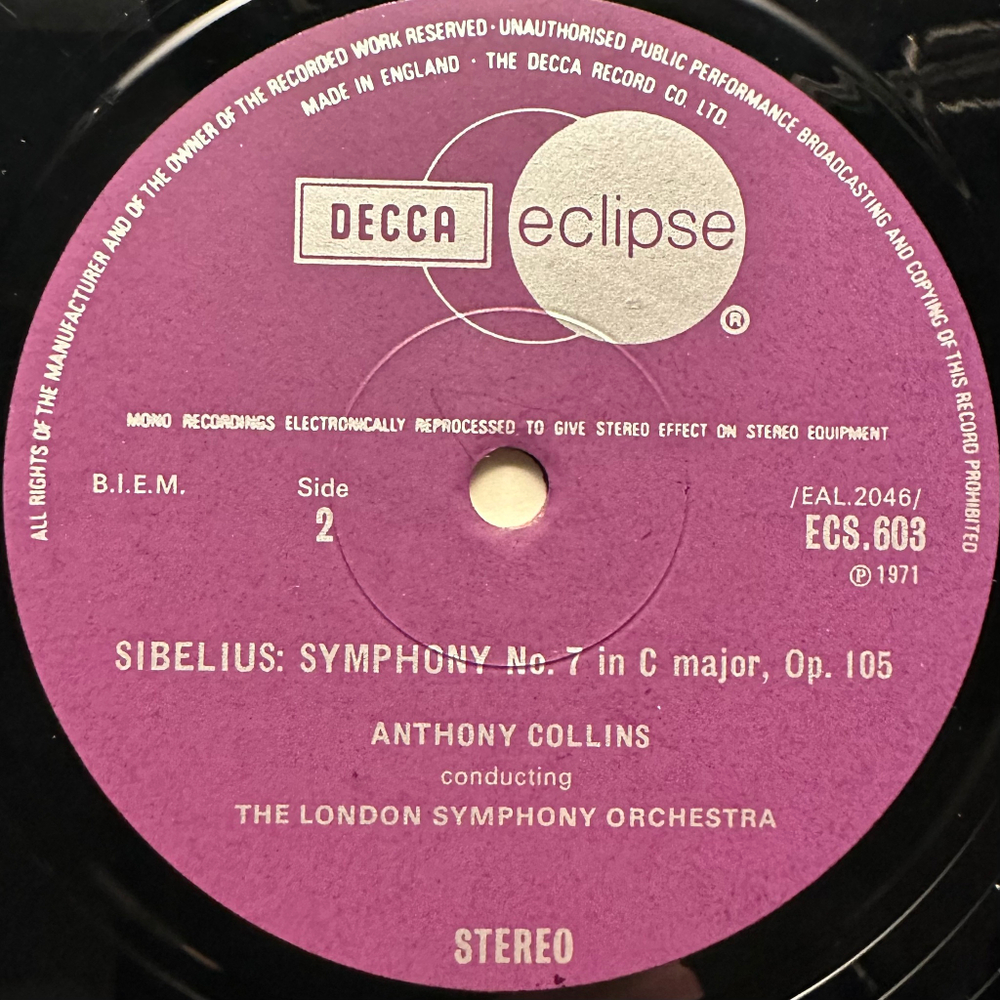 ALL RIGHTS OF THE MANUFACTURER AND OF THE OWNER OF THE RECORDED WORK RESERVED · UNAUTHORISED PUBLIC PERFORMANCE BROADCASTING AND COPYING OF THIS RECORD PROHIBITED
MADE IN ENGLAND · THE DECCA RECORD CO. LTD.
DECCA eclipse
®
MONO RECORDINGS ELECTRONICALLY REPROCESSED TO GIVE STEREO EFFECT ON STEREO EQUIPMENT
B.I.E.M. Side /EAL.2046/
2 ECS.603
℗ 1971
SIBELIUS: SYMPHONY No. 7 in C major, Op. 105
ANTHONY COLLINS
conducting
THE LONDON SYMPHONY ORCHESTRA
STEREO